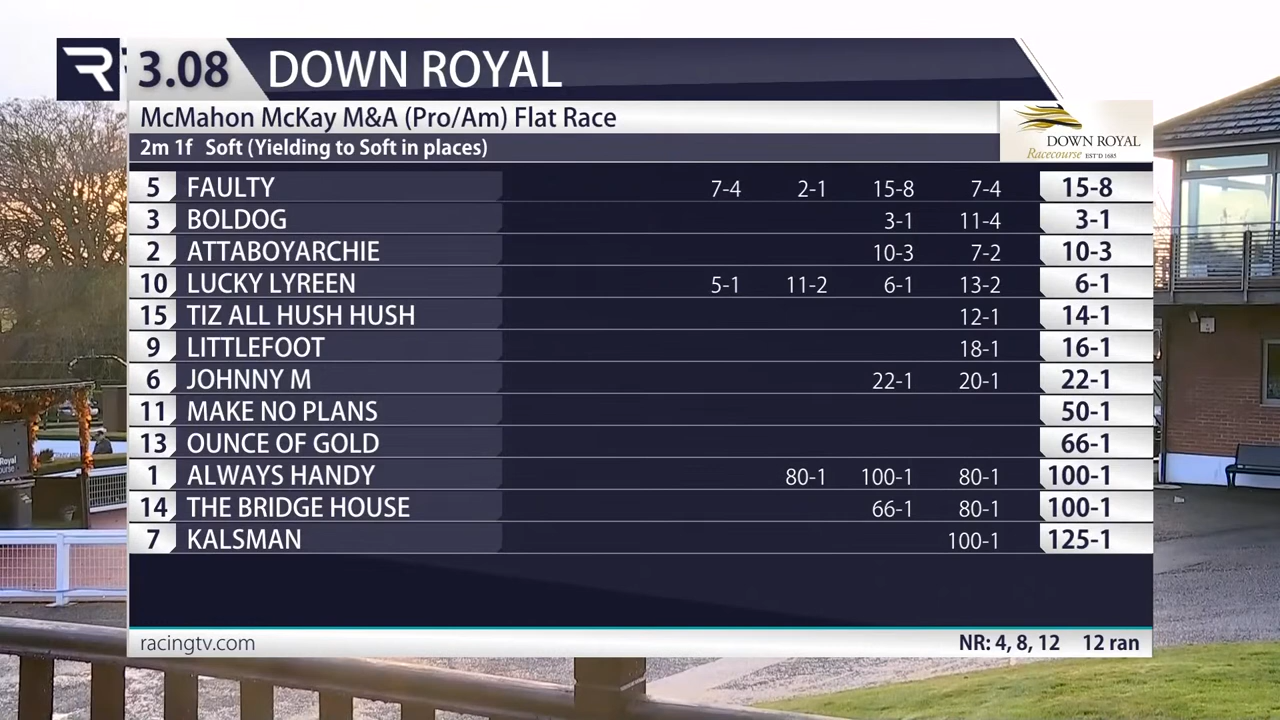 R 3.08 DOWN ROYAL
McMahon McKay M&A (Pro/Am) Flat Race
2m 1f Soft (Yielding to Soft in places)
DOWN ROYAL
Racecourse EST'D 1685
5 FAULTY 7-4 2-1 15-8 7-4 15-8
3 BOLDOG 3-1 11-4 3-1
2 ATTABOYARCHIE 10-3 7-2 10-3
10 LUCKY LYREEN 5-1 11-2 6-1 13-2 6-1
15 TIZ ALL HUSH HUSH 12-1 14-1
9 LITTLEFOOT 18-1 16-1
6 JOHNNY M 22-1 20-1 22-1
11 MAKE NO PLANS 50-1
13 OUNCE OF GOLD 66-1
1 ALWAYS HANDY 80-1 100-1 80-1 100-1
14 THE BRIDGE HOUSE 66-1 80-1 100-1
7 KALSMAN 100-1 125-1
Royal
racingtv.com NR: 4, 8, 12 12 ran